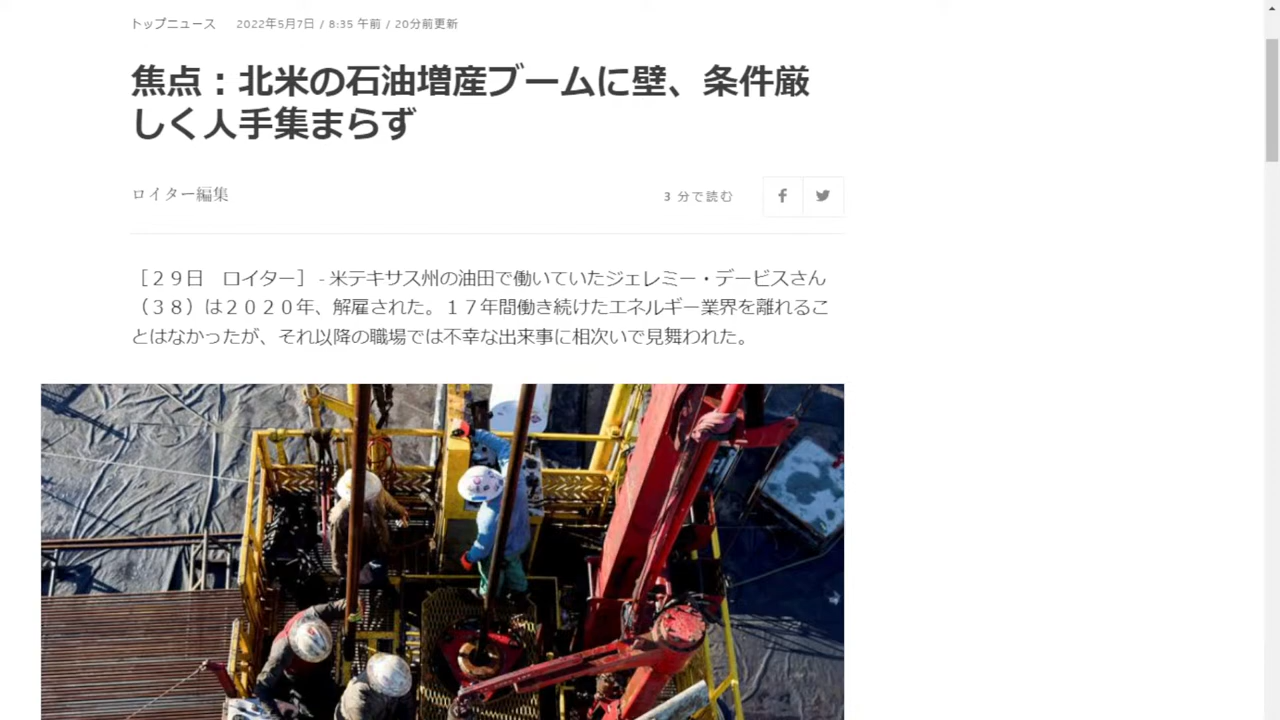 トップニュース 2022年5月7日 / 8:35 午前 / 20分前更新
焦点：北米の石油増産ブームに壁、条件厳
しく人手集まらず
ロイター編集
3 分で読む
［２９日　ロイター］ - 米テキサス州の油田で働いていたジェレミー・デービスさん
（３８）は２０２０年、解雇された。１７年間働き続けたエネルギー業界を離れるこ
とはなかったが、それ以降の職場では不幸な出来事に相次いで見舞われた。